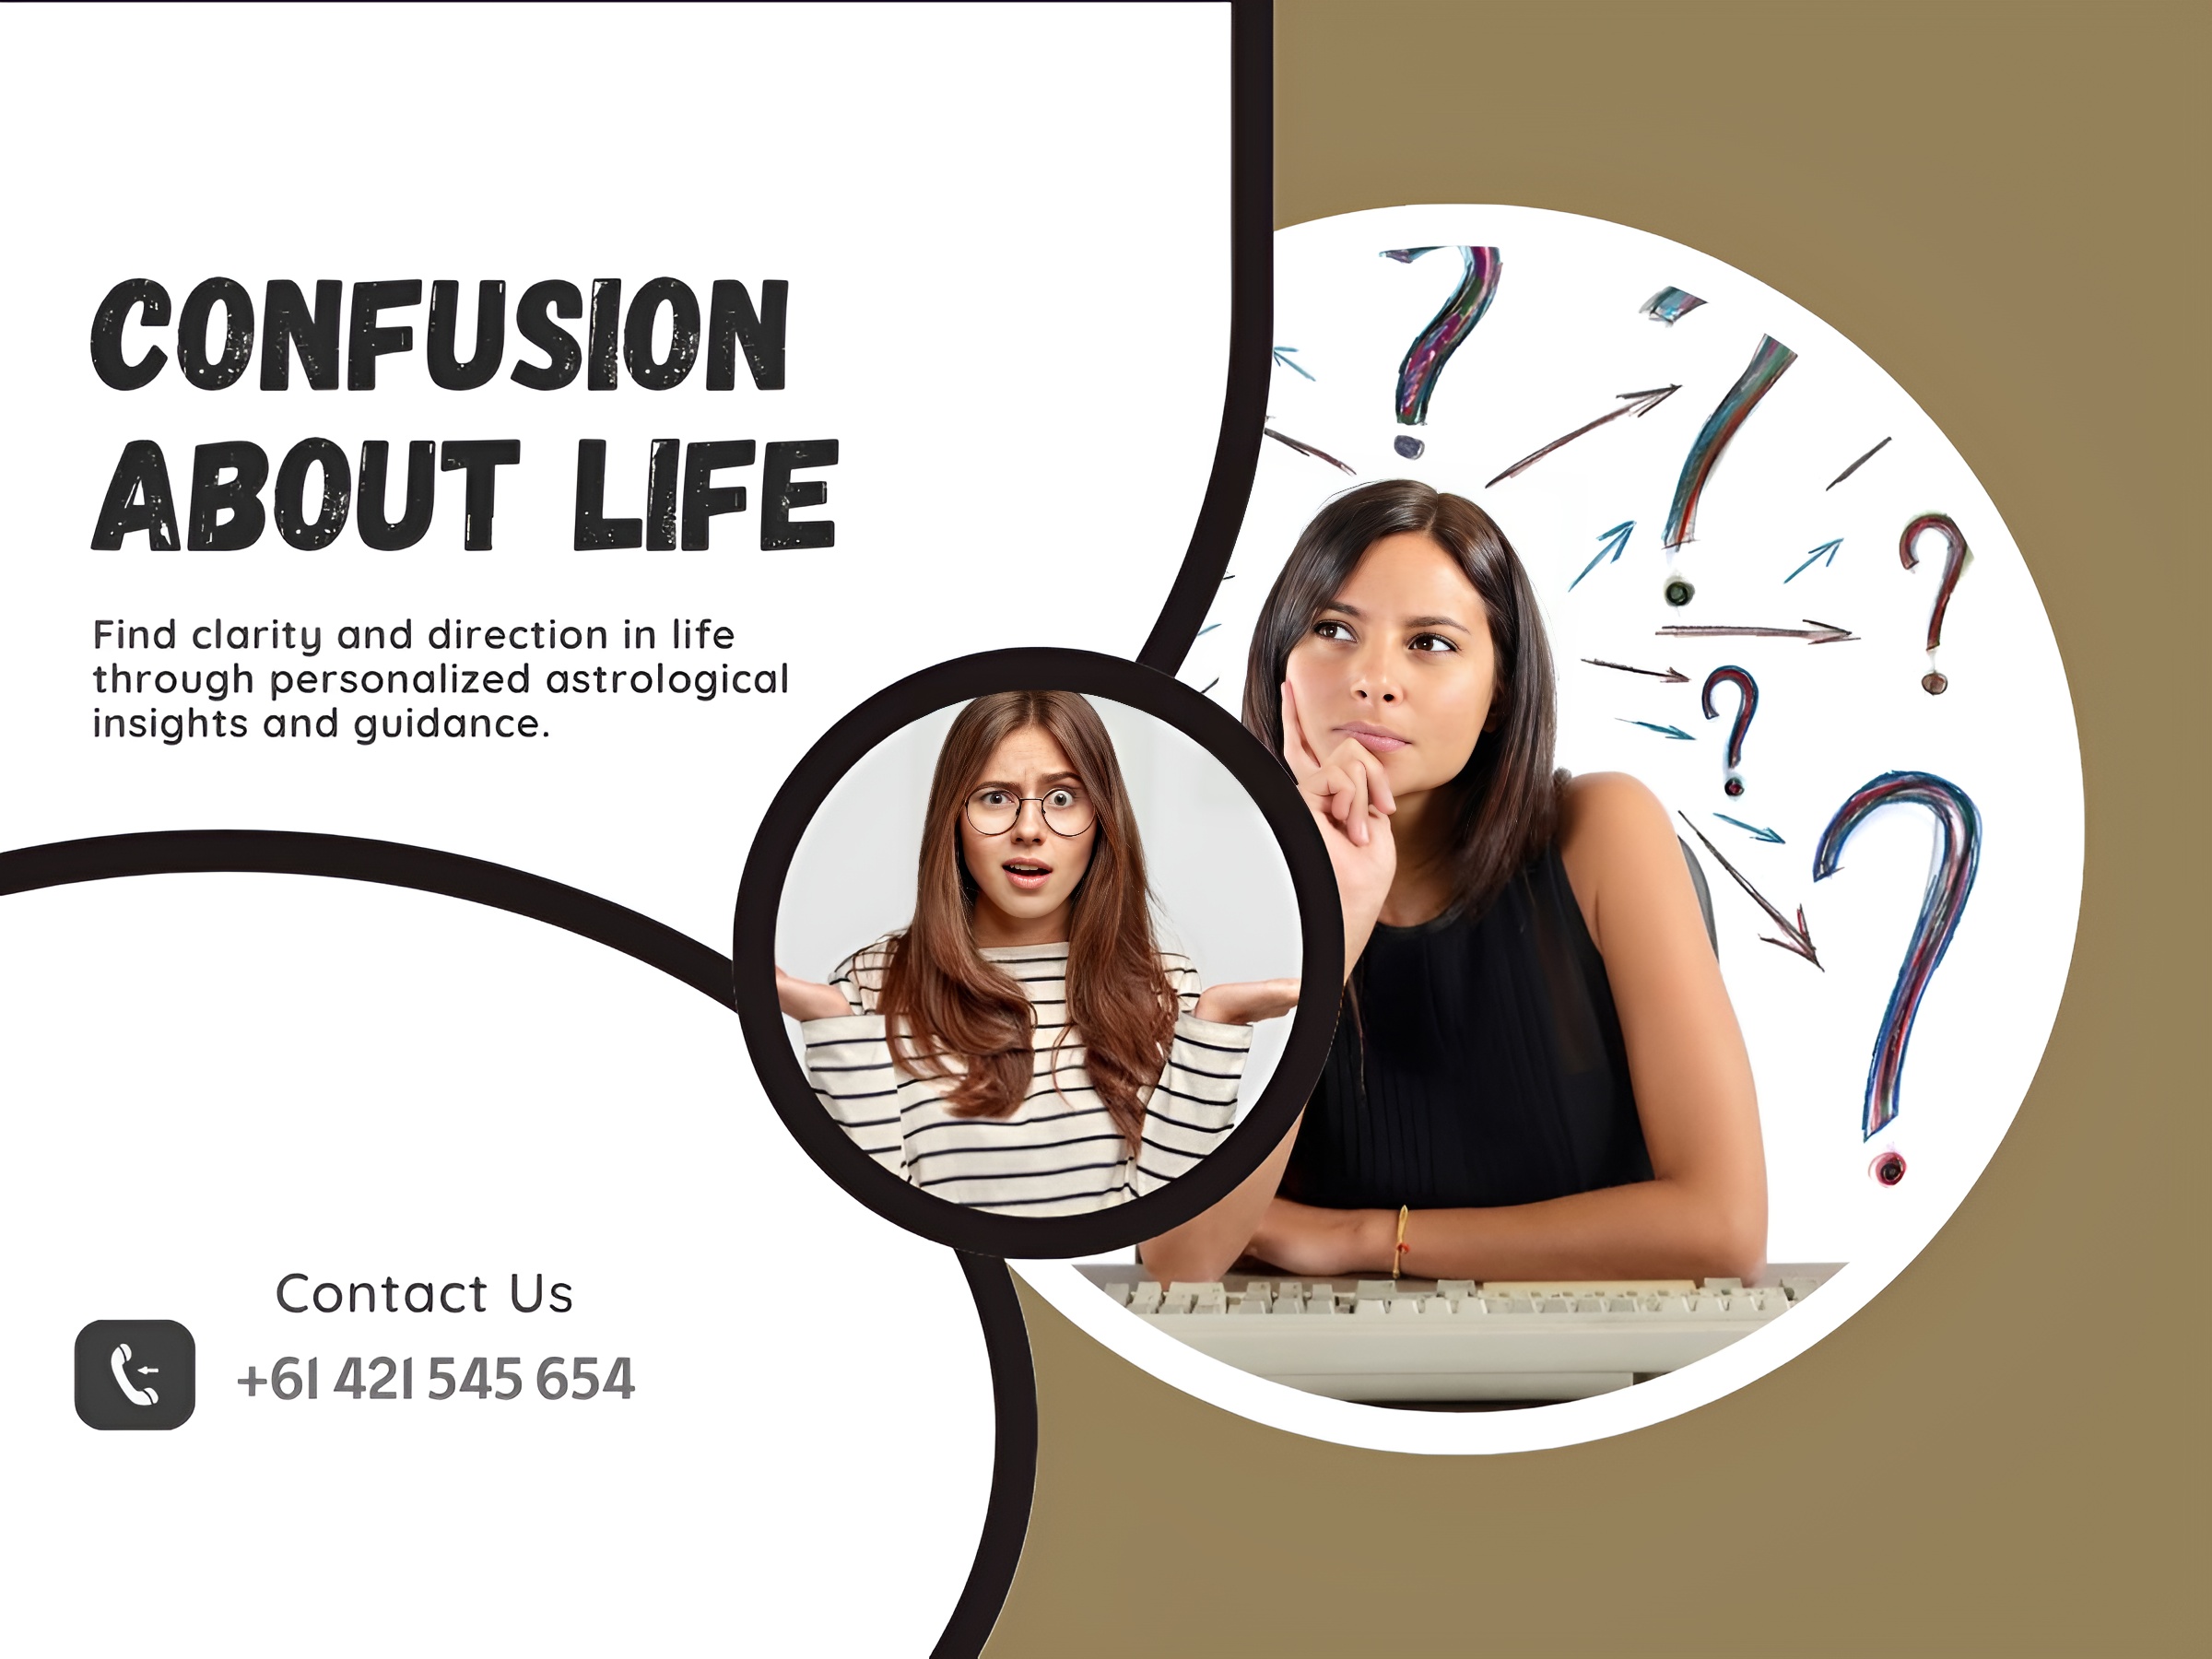 CONFUSION
ABOUT LIFE
Find clarity and direction in life
through personalized astrological
insights and guidance.
Contact Us
+61 421 545 654